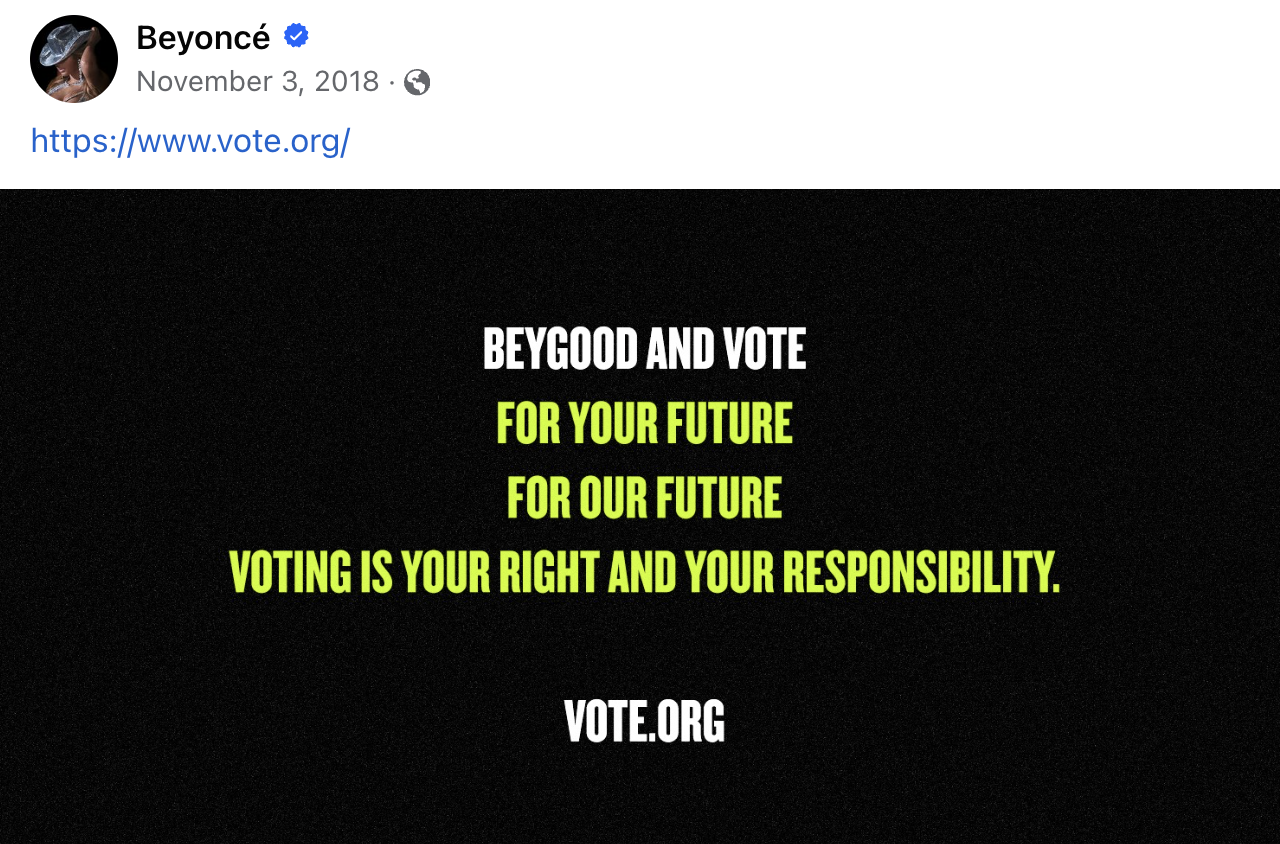 Beyoncé
November 3, 2018 ·
https://www.vote.org/
BEYGOOD AND VOTE
FOR YOUR FUTURE
FOR OUR FUTURE
VOTING IS YOUR RIGHT AND YOUR RESPONSIBILITY.
VOTE.ORG